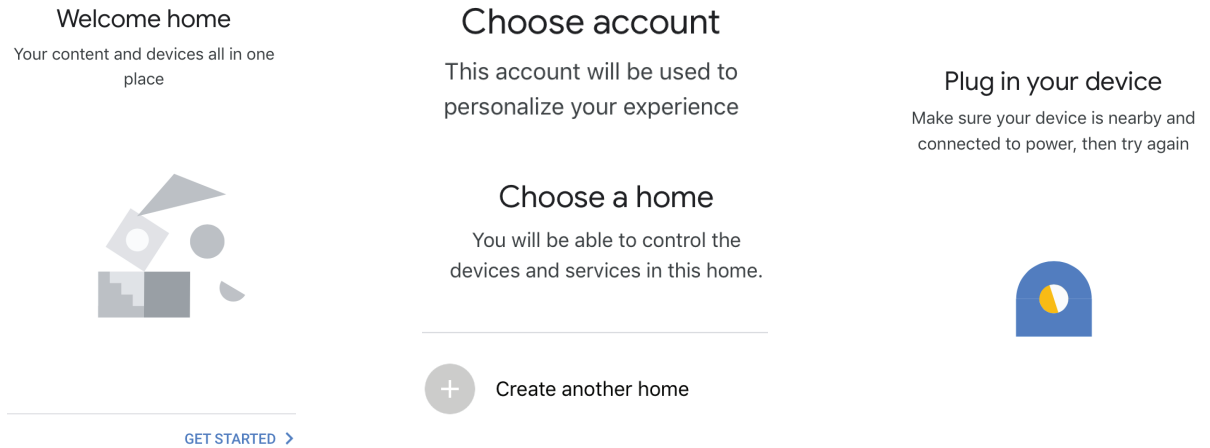 Welcome home
Your content and devices all in one
place
GET STARTED
Choose account
This account will be used to
personalize your experience
Choose a home
You will be able to control the
devices and services in this home.
Create another home
Plug in your device
Make sure your device is nearby and
connected to power, then try again